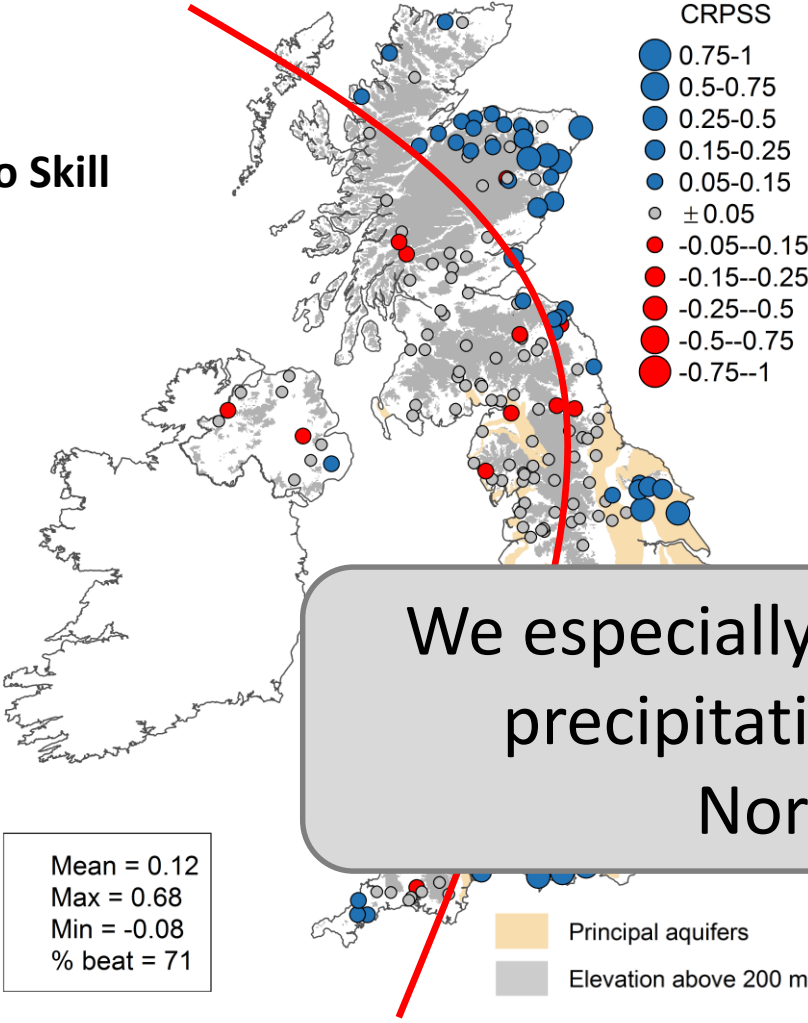 CRPSS
0.75-1
0.5-0.75
0.25-0.5
0.15-0.25
0.05-0.15
±0.05
-0.05--0.15
-0.15--0.25
-0.25--0.5
-0.5--0.75
-0.75--1
o Skill
We especially
precipitati
Nor
Mean = 0.12
Max = 0.68
Min = -0.08
% beat = 71
Principal aquifers
Elevation above 200 m